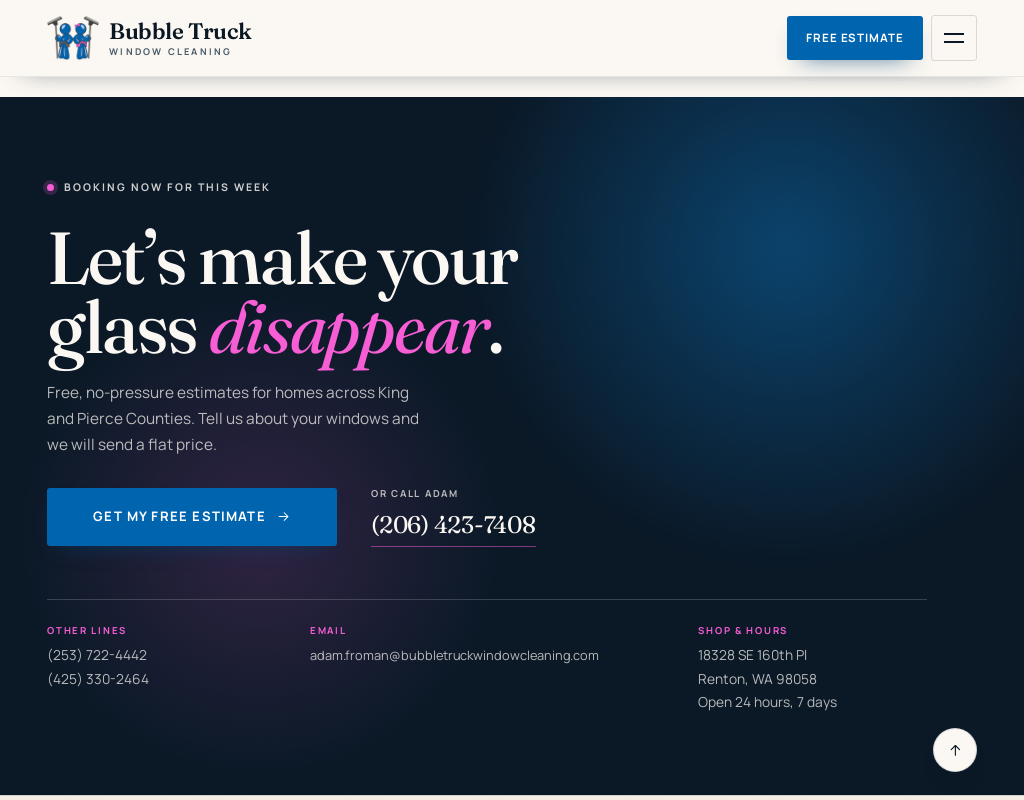 Bubble Truck
WINDOW CLEANING
FREE ESTIMATE
BOOKING NOW FOR THIS WEEK
Let’s make your
glass disappear.
Free, no-pressure estimates for homes across King
and Pierce Counties. Tell us about your windows and
we will send a flat price.
GET MY FREE ESTIMATE →
OR CALL ADAM
(206) 423-7408
OTHER LINES
(253) 722-4442
(425) 330-2464
EMAIL
adam.froman@bubbletruckwindowcleaning.com
SHOP & HOURS
18328 SE 160th Pl
Renton, WA 98058
Open 24 hours, 7 days